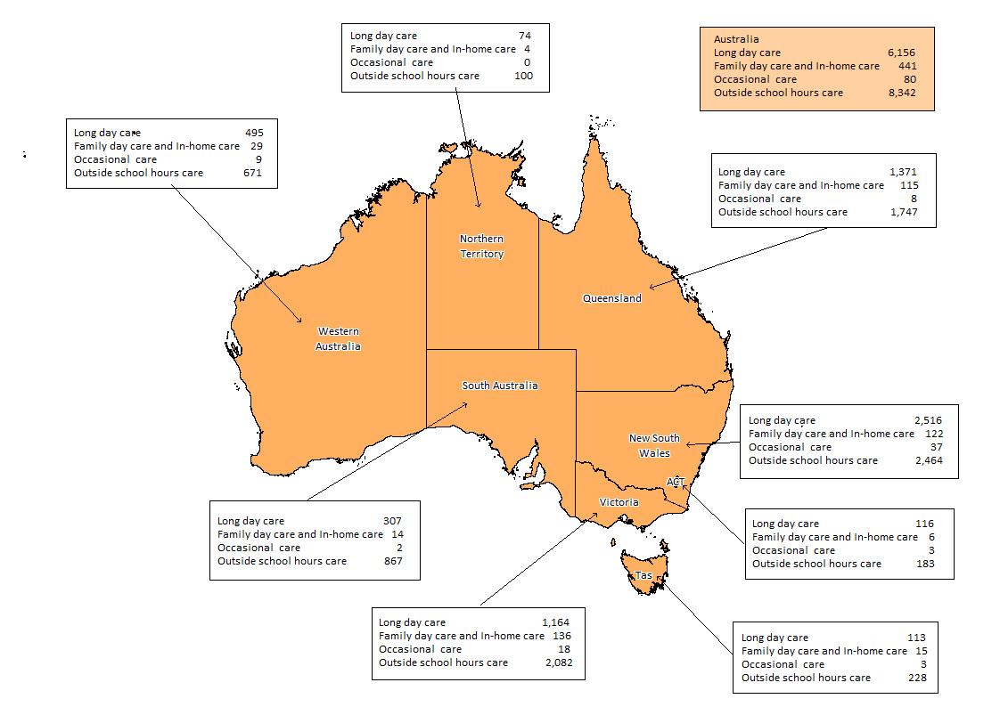 Long day care 74
Family day care and In-home care 4
Occasional care 0
Outside school hours care 100
Australia
Long day care 6,156
Family day care and In-home care 441
Occasional care 80
Outside school hours care 8,342
Long day care 495
Family day care and In-home care 29
Occasional care 9
Outside school hours care 671
Long day care 1,371
Family day care and In-home care 115
Occasional care 8
Outside school hours care 1,747
Northern
Territory
Queensland
Western
Australia
South Australia
New South
Wales
ACT
Victoria
Tas
Long day care 2,516
Family day care and In-home care 122
Occasional care 37
Outside school hours care 2,464
Long day care 307
Family day care and In-home care 14
Occasional care 2
Outside school hours care 867
Long day care 116
Family day care and In-home care 6
Occasional care 3
Outside school hours care 183
Long day care 1,164
Family day care and In-home care 136
Occasional care 18
Outside school hours care 2,082
Long day care 113
Family day care and In-home care 15
Occasional care 3
Outside school hours care 228